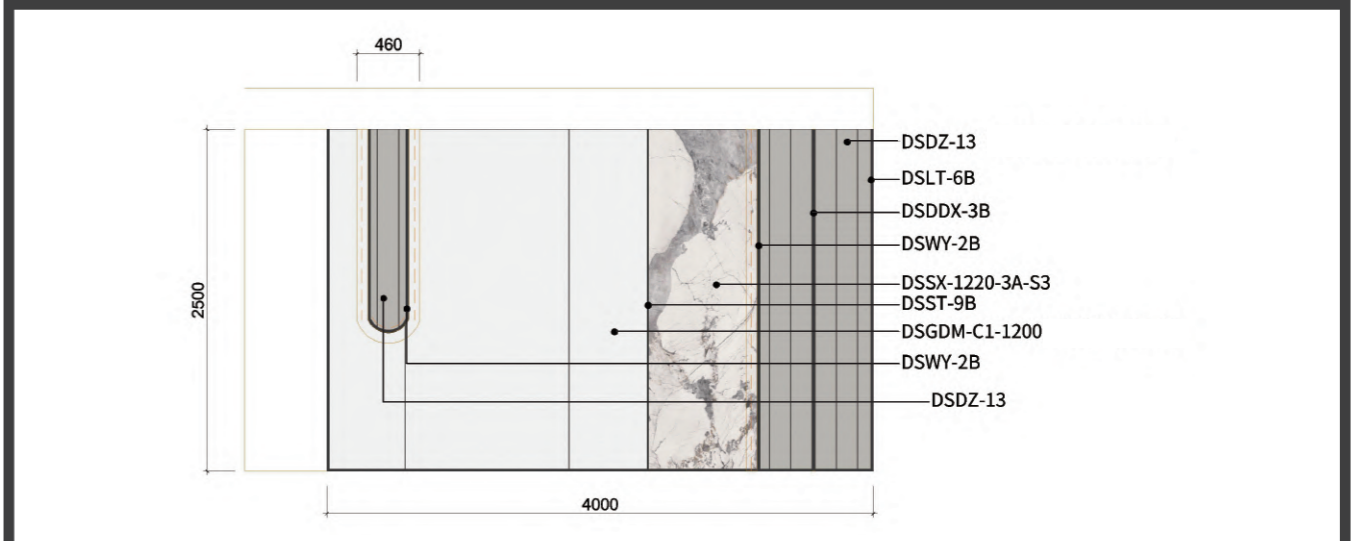 460
DSDZ-13
DSLT-6B
DSDDX-3B
DSWY-2B
2500
DSSX-1220-3A-S3
DSST-9B
DSGDM-C1-1200
DSWY-2B
DSDZ-13
4000